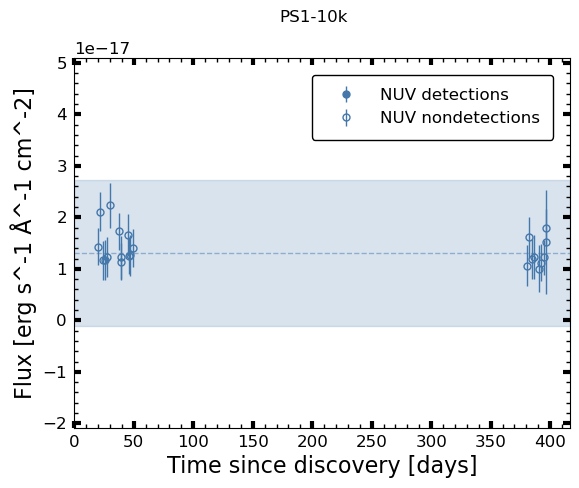 PS1-10k
1e−17
5
4
3
2
1
0
−1
−2
Flux [erg s^-1 Å^-1 cm^-2]
NUV detections
NUV nondetections
0 50 100 150 200 250 300 350 400
Time since discovery [days]